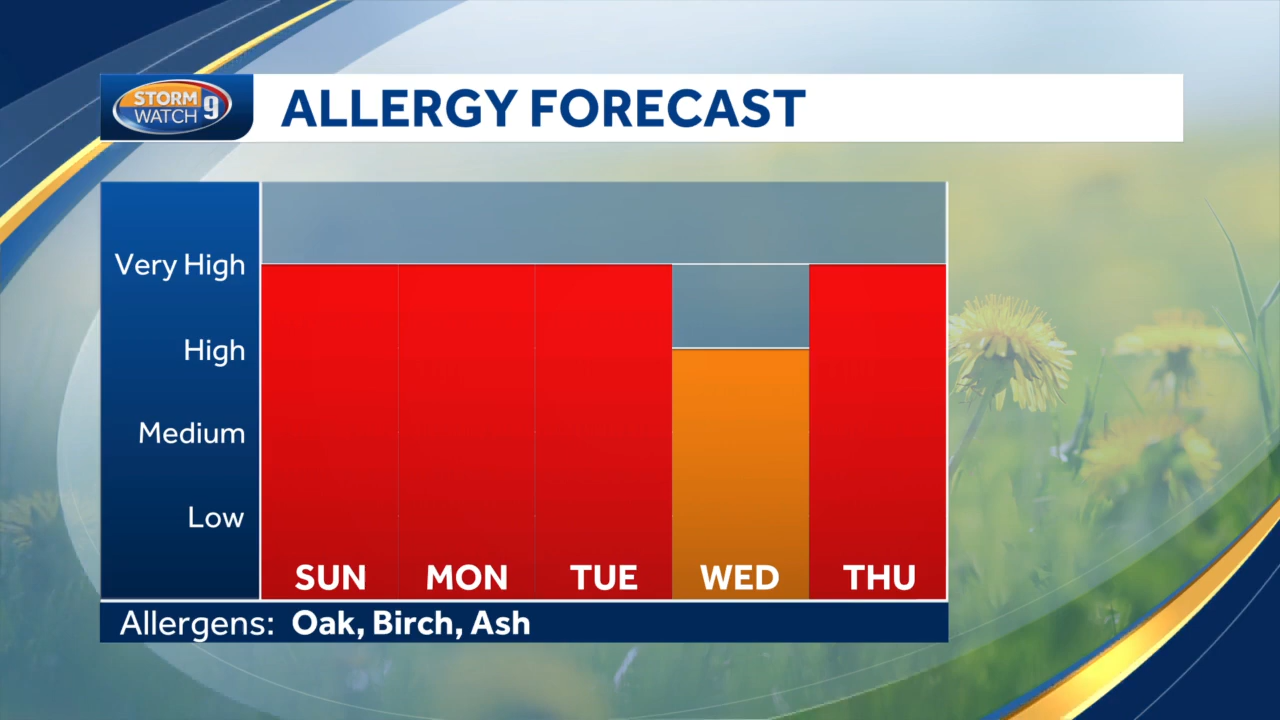 STORM
WATCH 9
ALLERGY FORECAST
Very High
High
Medium
Low
SUN MON TUE WED THU
Allergens: Oak, Birch, Ash